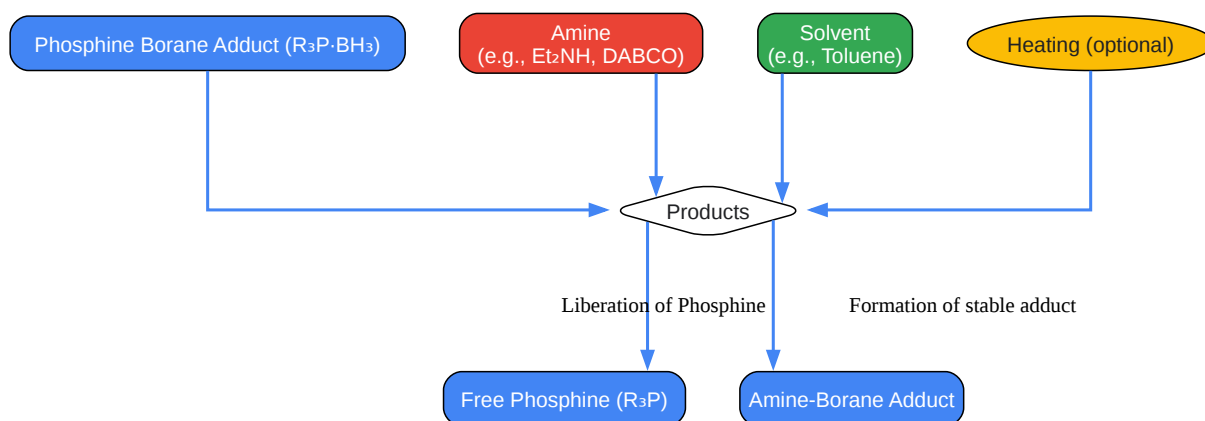 Phosphine Borane Adduct (R₃P·BH₃)
Amine
(e.g., Et₂NH, DABCO)
Solvent
(e.g., Toluene)
Heating (optional)
Products
Liberation of Phosphine
Formation of stable adduct
Free Phosphine (R₃P)
Amine-Borane Adduct